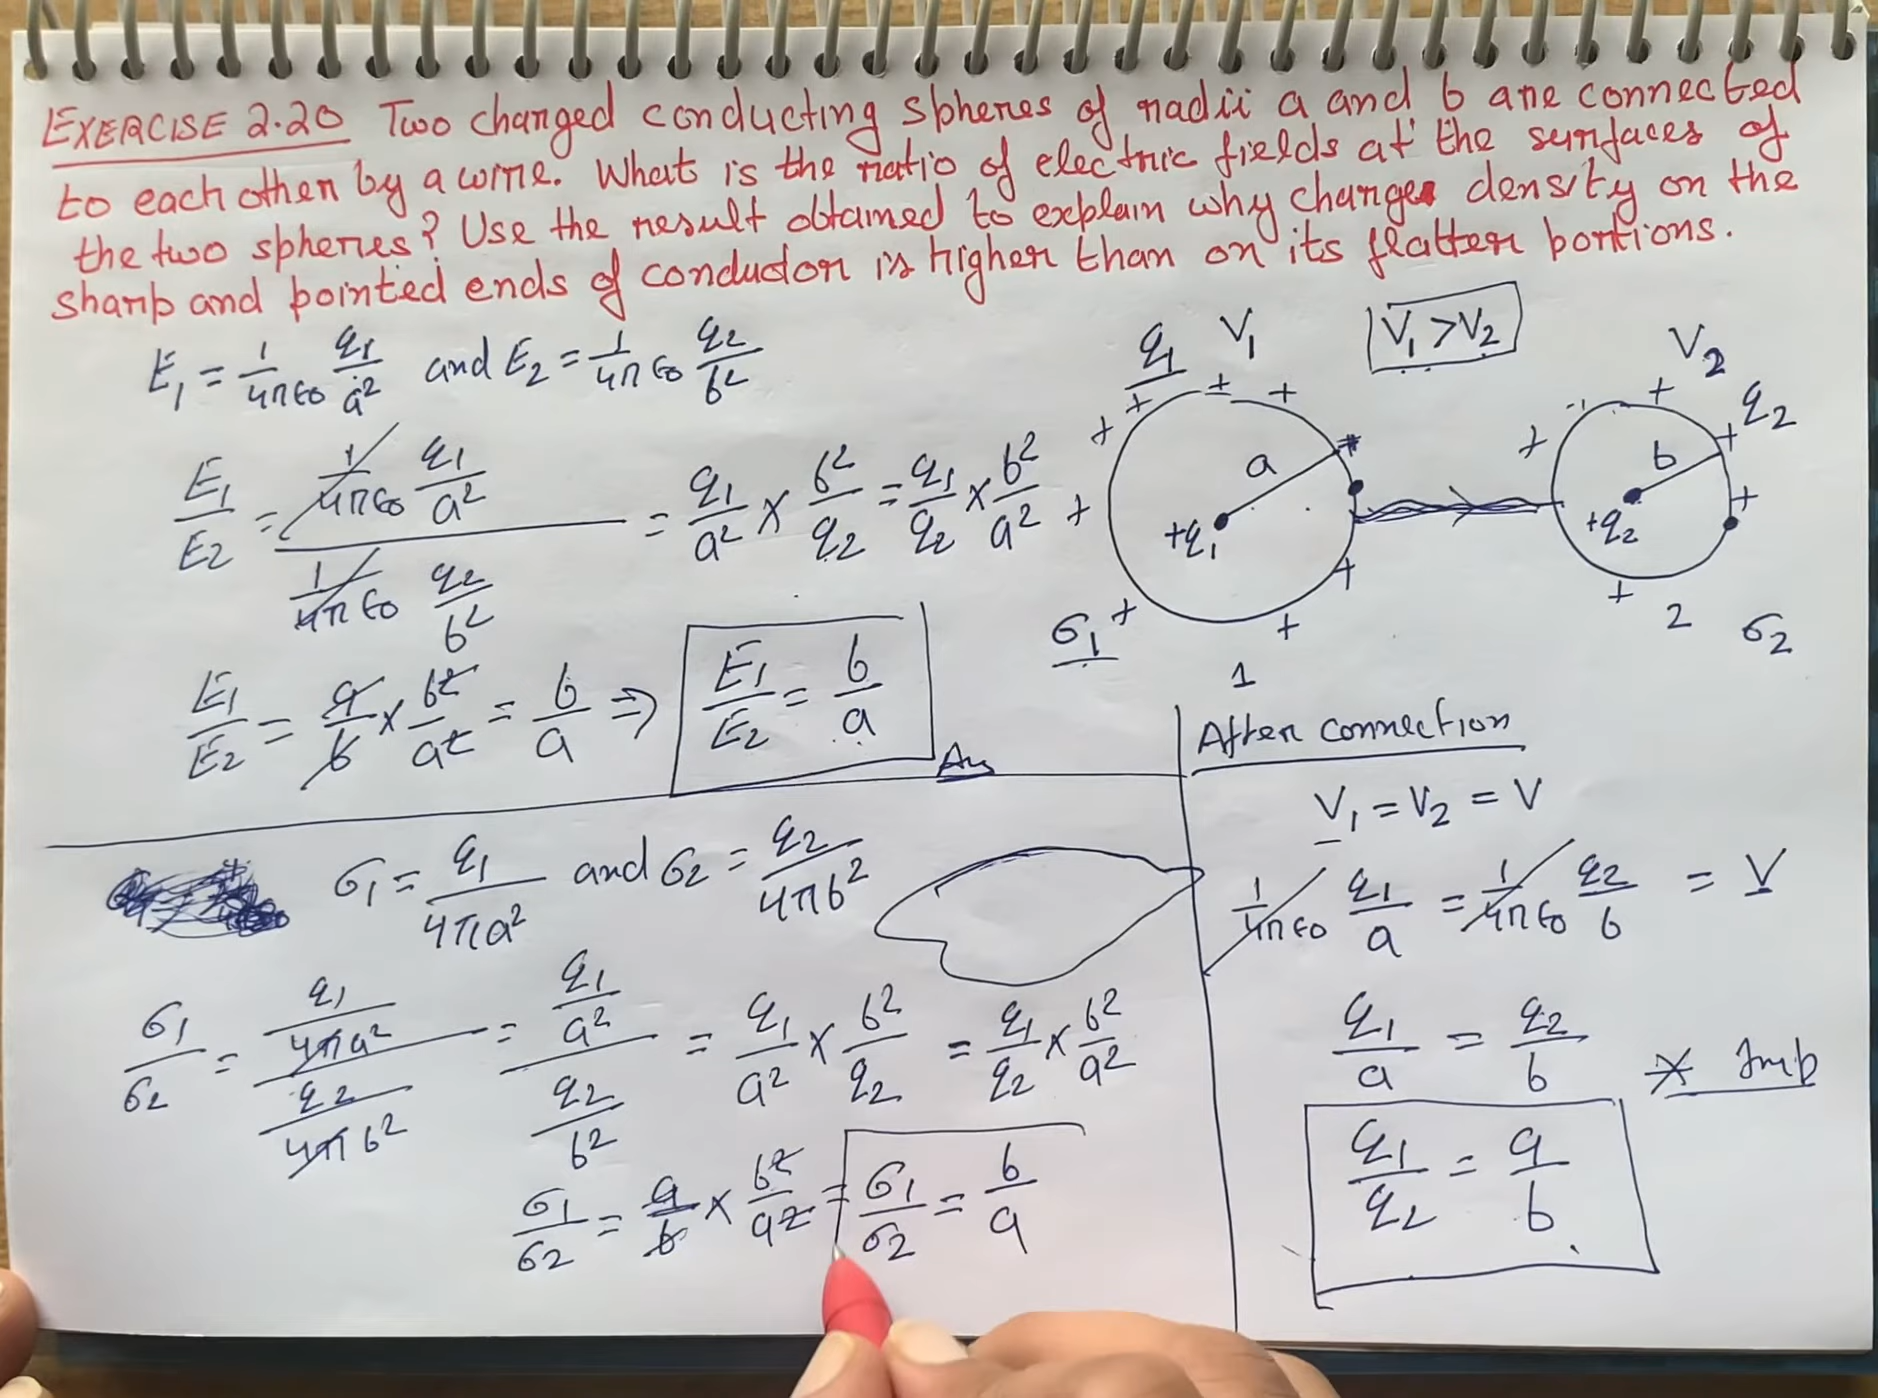 EXERCISE 2.20 Two charged conducting spheres of radii a and b are connected
to each other by a wire. What is the ratio of electric fields at the surfaces of
the two spheres? Use the result obtained to explain why charge density on the
sharp and pointed ends of conductor is higher than on its flatter portions.
E₁ = 1/4πε₀ q₁/a² and E₂ = 1/4πε₀ q₂/b²
q₁ V₁ V₁ > V₂ V₂
q₂
a b
+q₁ +q₂
E₁/E₂ = (1/4πε₀ q₁/a²)/(1/4πε₀ q₂/b²) = q₁/a² × b²/q₂ = q₁/q₂ × b²/a²
σ₁ 1 2 σ₂
E₁/E₂ = a/b × b²/a² = b/a ⇒ E₁/E₂ = b/a
Ans
σ₁ = q₁/4πa² and σ₂ = q₂/4πb²
σ₁/σ₂ = (q₁/4πa²)/(q₂/4πb²) = (q₁/a²)/(q₂/b²) = q₁/a² × b²/q₂ = q₁/q₂ × b²/a²
σ₁/σ₂ = a/b × b²/a² = σ₁/σ₂ = b/a
After connection
V₁ = V₂ = V
1/4πε₀ q₁/a = 1/4πε₀ q₂/b = V
q₁/a = q₂/b
* Imp
q₁/q₂ = a/b